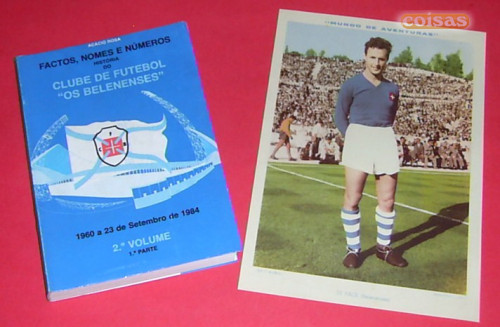 coisas
ACÁCIO ROSA
FACTOS, NOMES E NÚMEROS
HISTÓRIA
DO
CLUBE DE FUTEBOL
"OS BELENENSES"
1960 a 23 de Setembro de 1984
2.º VOLUME
1.ª PARTE
"MUNDO DE AVENTURAS"